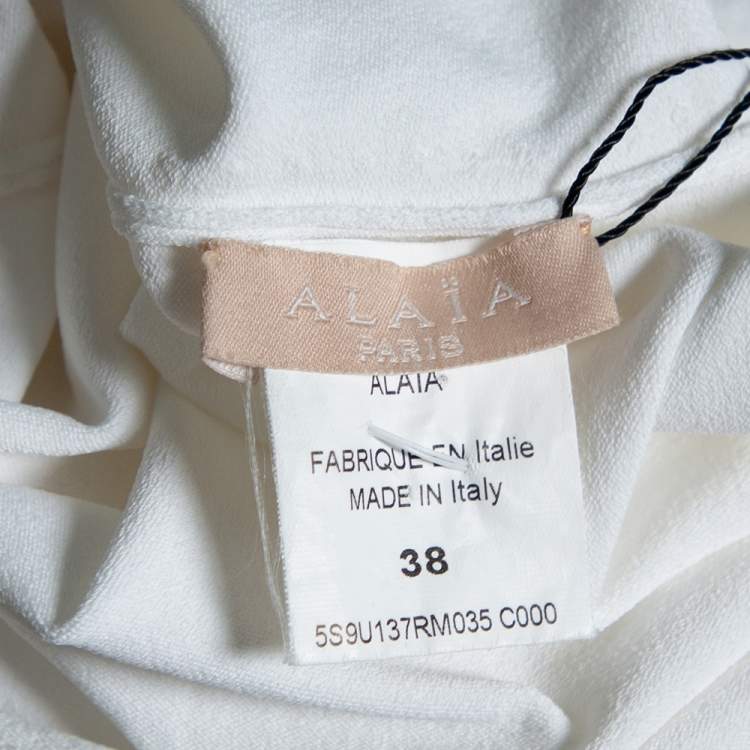 ALAÏA
PARIS
ALAÏA
FABRIQUE EN Italie
MADE IN Italy
38
5S9U137RM035 C000